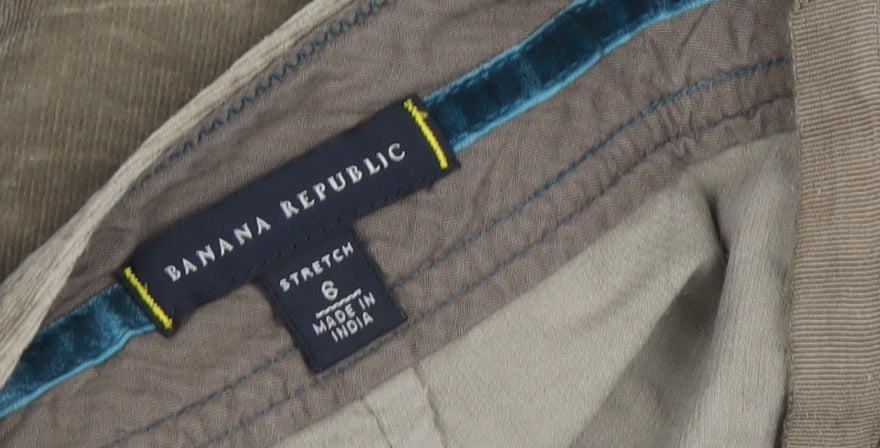 BANANA REPUBLIC
STRETCH
6
MADE IN
INDIA